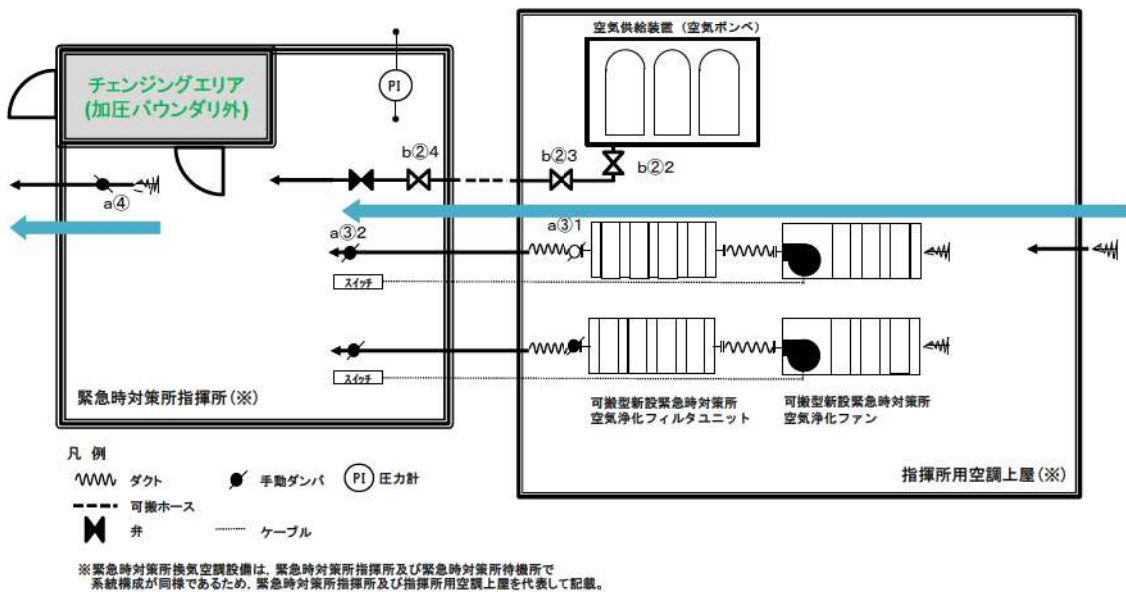 空気供給装置(空気ボンベ)
チェンジングエリア
(加圧バウンダリ外)
PI
b②4
b②3
b②2
a④
a③2
a③1
スイッチ
スイッチ
緊急時対策所指揮所(※)
可搬型新設緊急時対策所
空気浄化フィルタユニット
可搬型新設緊急時対策所
空気浄化ファン
指揮所用空調上屋(※)
凡 例
ダクト
手動ダンパ
PI 圧力計
可搬ホース
弁
ケーブル
※緊急時対策所換気空調設備は,緊急時対策所指揮所及び緊急時対策所待機所で
系統構成が同様であるため,緊急時対策所指揮所及び指揮所用空調上屋を代表して記載。